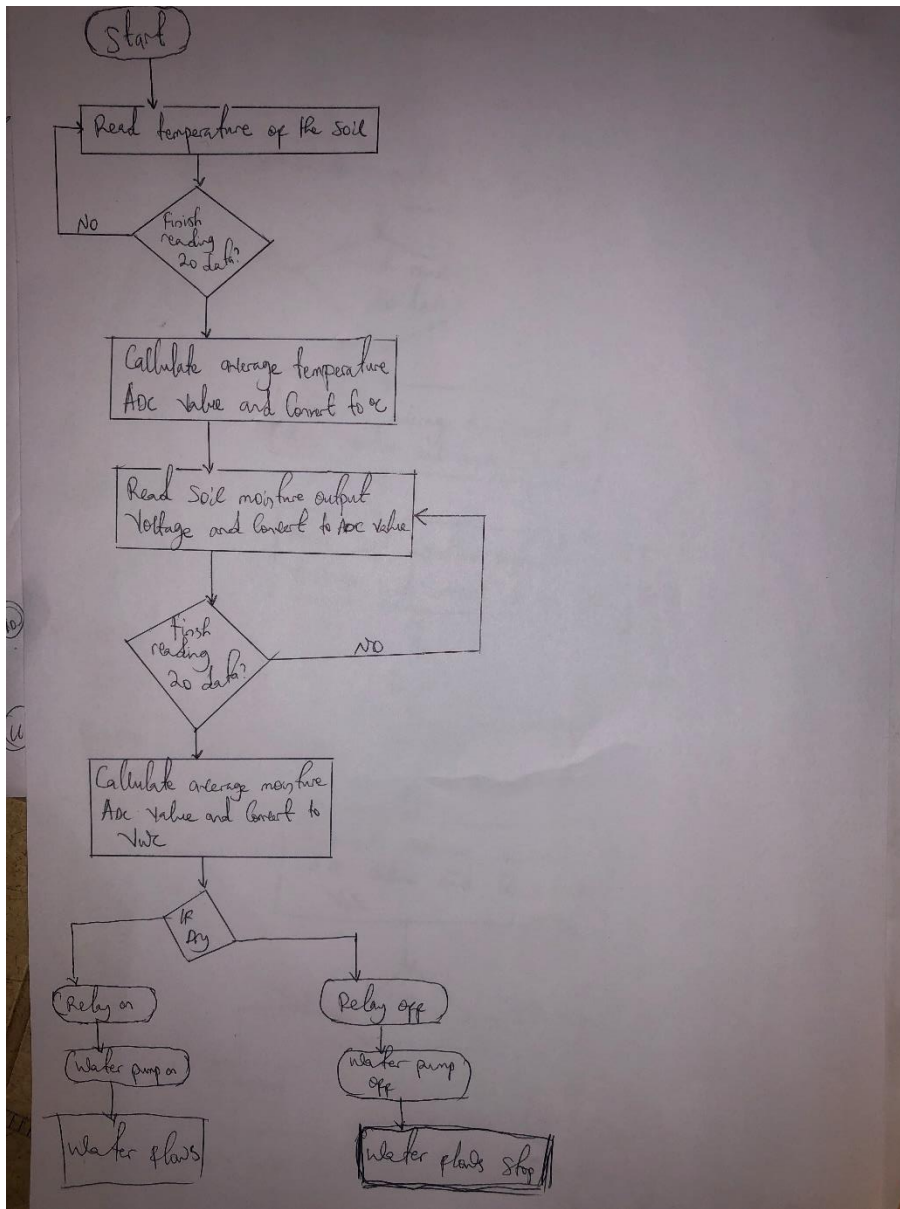 Start
Read temperature of the soil
NO
Finish
reading
20 data?
Callulate average temperature
ADC Value and Convert to °c
Read Soil moisture output
Voltage and Convert to ADC Value
Finsh
reading
20 data?
NO
Callulate average moisture
ADC Value and Convert to
VWC
IF
Dry
Relay on
Relay off
Water pump on
Water pump
off
Water flows
Water flows stop